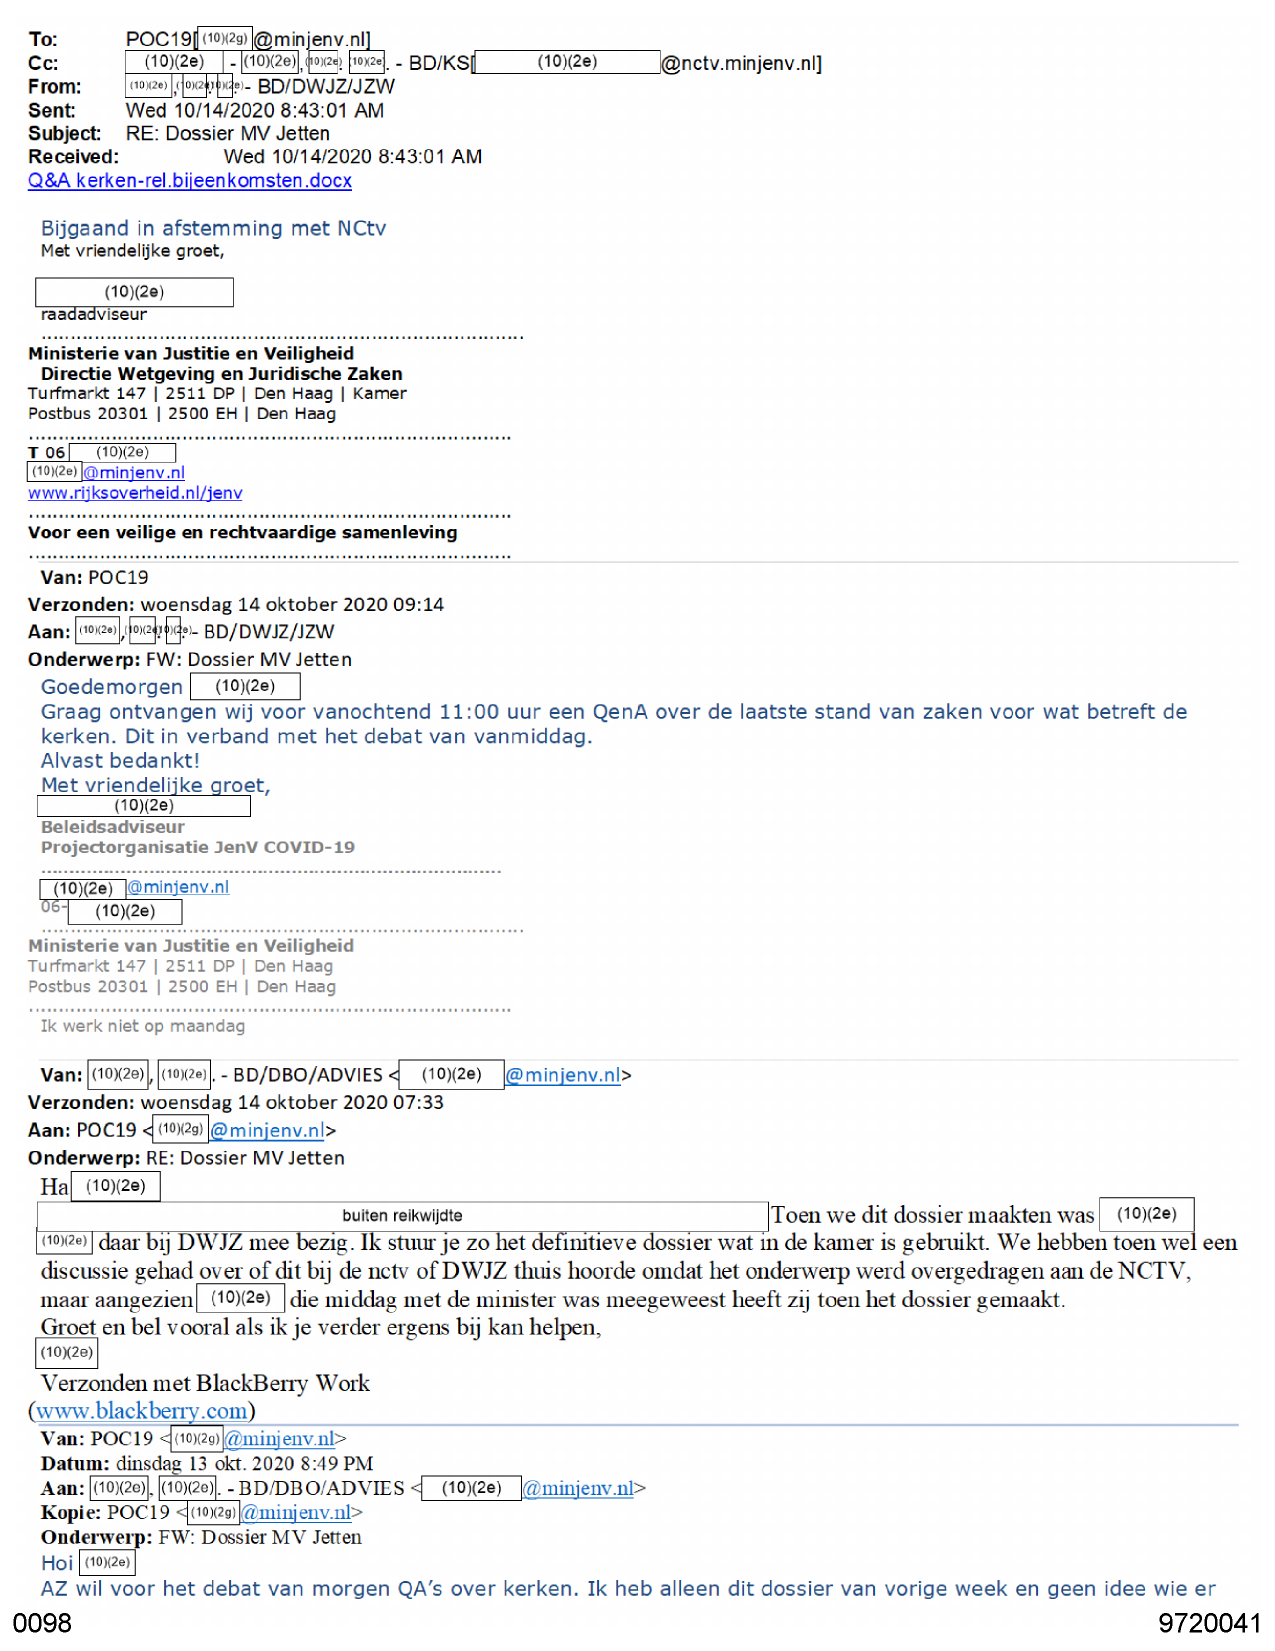 To: POC19[ (10)(2g) @minjenv.nl]
Cc: (10)(2e) - (10)(2e), (10)(2e). (10)(2e). - BD/KS[ (10)(2e) @nctv.minjenv.nl]
From: (10)(2e), (10)(2e). (10)(2e).- BD/DWJZ/JZW
Sent: Wed 10/14/2020 8:43:01 AM
Subject: RE: Dossier MV Jetten
Received: Wed 10/14/2020 8:43:01 AM
Q&A kerken-rel.bijeenkomsten.docx
Bijgaand in afstemming met NCtv
Met vriendelijke groet,
(10)(2e)
raadadviseur
................................................................................
Ministerie van Justitie en Veiligheid
Directie Wetgeving en Juridische Zaken
Turfmarkt 147 | 2511 DP | Den Haag | Kamer
Postbus 20301 | 2500 EH | Den Haag
................................................................................
T 06 (10)(2e)
(10)(2e) @minjenv.nl
www.rijksoverheid.nl/jenv
................................................................................
Voor een veilige en rechtvaardige samenleving
................................................................................
Van: POC19
Verzonden: woensdag 14 oktober 2020 09:14
Aan: (10)(2e), (10)(2e). (10)(2e).- BD/DWJZ/JZW
Onderwerp: FW: Dossier MV Jetten
Goedemorgen (10)(2e)
Graag ontvangen wij voor vanochtend 11:00 uur een QenA over de laatste stand van zaken voor wat betreft de
kerken. Dit in verband met het debat van vanmiddag.
Alvast bedankt!
Met vriendelijke groet,
(10)(2e)
Beleidsadviseur
Projectorganisatie JenV COVID-19
................................................................................
(10)(2e) @minjenv.nl
06- (10)(2e)
................................................................................
Ministerie van Justitie en Veiligheid
Turfmarkt 147 | 2511 DP | Den Haag
Postbus 20301 | 2500 EH | Den Haag
................................................................................
Ik werk niet op maandag
Van: (10)(2e), (10)(2e). - BD/DBO/ADVIES < (10)(2e) @minjenv.nl>
Verzonden: woensdag 14 oktober 2020 07:33
Aan: POC19 < (10)(2g) @minjenv.nl>
Onderwerp: RE: Dossier MV Jetten
Ha (10)(2e)
buiten reikwijdte Toen we dit dossier maakten was (10)(2e)
(10)(2e) daar bij DWJZ mee bezig. Ik stuur je zo het definitieve dossier wat in de kamer is gebruikt. We hebben toen wel een
discussie gehad over of dit bij de nctv of DWJZ thuis hoorde omdat het onderwerp werd overgedragen aan de NCTV,
maar aangezien (10)(2e) die middag met de minister was meegeweest heeft zij toen het dossier gemaakt.
Groet en bel vooral als ik je verder ergens bij kan helpen,
(10)(2e)
Verzonden met BlackBerry Work
(www.blackberry.com)
Van: POC19 < (10)(2g) @minjenv.nl>
Datum: dinsdag 13 okt. 2020 8:49 PM
Aan: (10)(2e), (10)(2e). - BD/DBO/ADVIES < (10)(2e) @minjenv.nl>
Kopie: POC19 < (10)(2g) @minjenv.nl>
Onderwerp: FW: Dossier MV Jetten
Hoi (10)(2e)
AZ wil voor het debat van morgen QA's over kerken. Ik heb alleen dit dossier van vorige week en geen idee wie er
0098 9720041